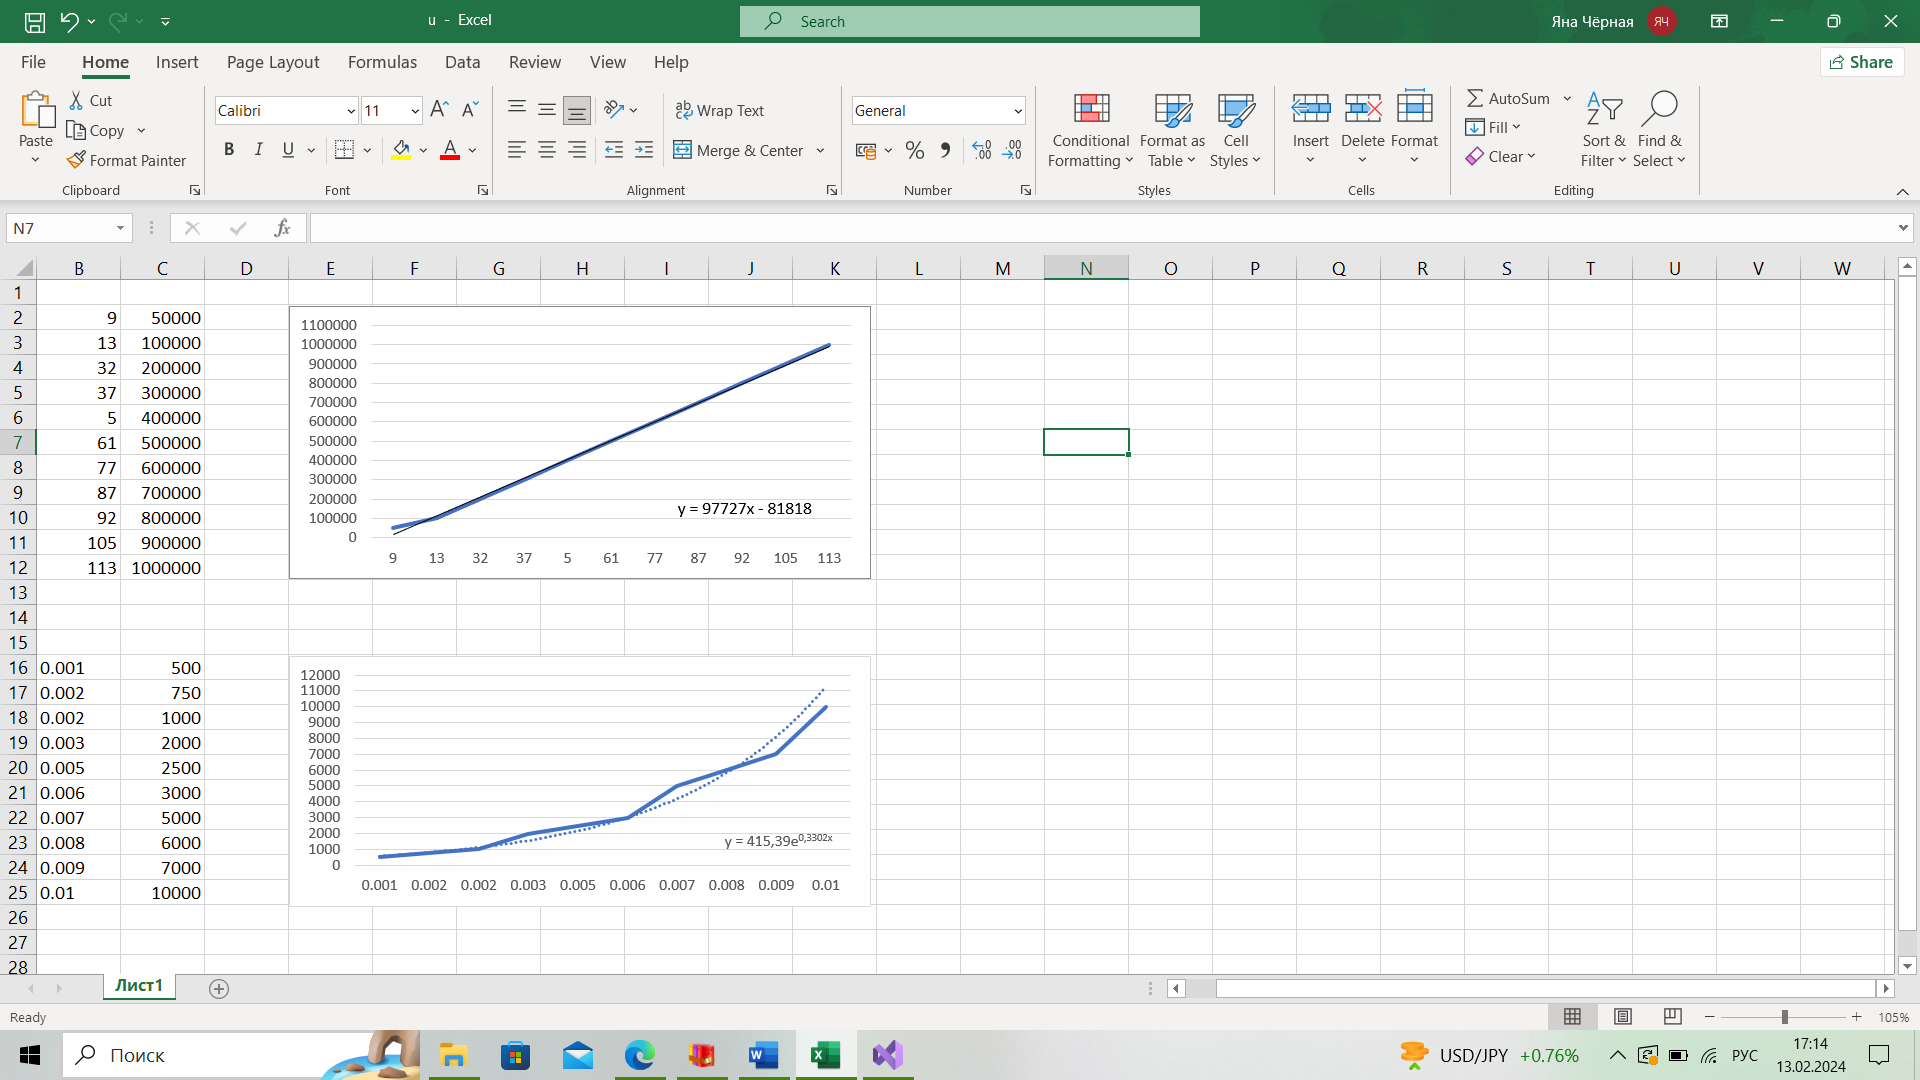 u - Excel
Search
Яна Чёрная
ЯЧ
File
Home
Insert
Page Layout
Formulas
Data
Review
View
Help
Share
Paste
Cut
Copy
Format Painter
Clipboard
Calibri
11
B
I
U
Font
Wrap Text
Merge & Center
Alignment
General
Number
Conditional Formatting
Format as Table
Cell Styles
Styles
Insert
Delete
Format
Cells
AutoSum
Fill
Clear
Sort & Filter
Find & Select
Editing
N7
fx
B C D E F G H I J K L M N O P Q R S T U V W
1
2 9 50000
3 13 100000
4 32 200000
5 37 300000
6 5 400000
7 61 500000
8 77 600000
9 87 700000
10 92 800000
11 105 900000
12 113 1000000
13
14
15
16 0.001 500
17 0.002 750
18 0.002 1000
19 0.003 2000
20 0.005 2500
21 0.006 3000
22 0.007 5000
23 0.008 6000
24 0.009 7000
25 0.01 10000
26
27
28
1100000
1000000
900000
800000
700000
600000
500000
400000
300000
200000
100000
0
y = 97727x - 81818
9 13 32 37 5 61 77 87 92 105 113
12000
11000
10000
9000
8000
7000
6000
5000
4000
3000
2000
1000
0
y = 415,39e^0,3302x
0.001 0.002 0.002 0.003 0.005 0.006 0.007 0.008 0.009 0.01
Лист1
Ready
105%
Поиск
USD/JPY +0.76%
РУС
17:14
13.02.2024